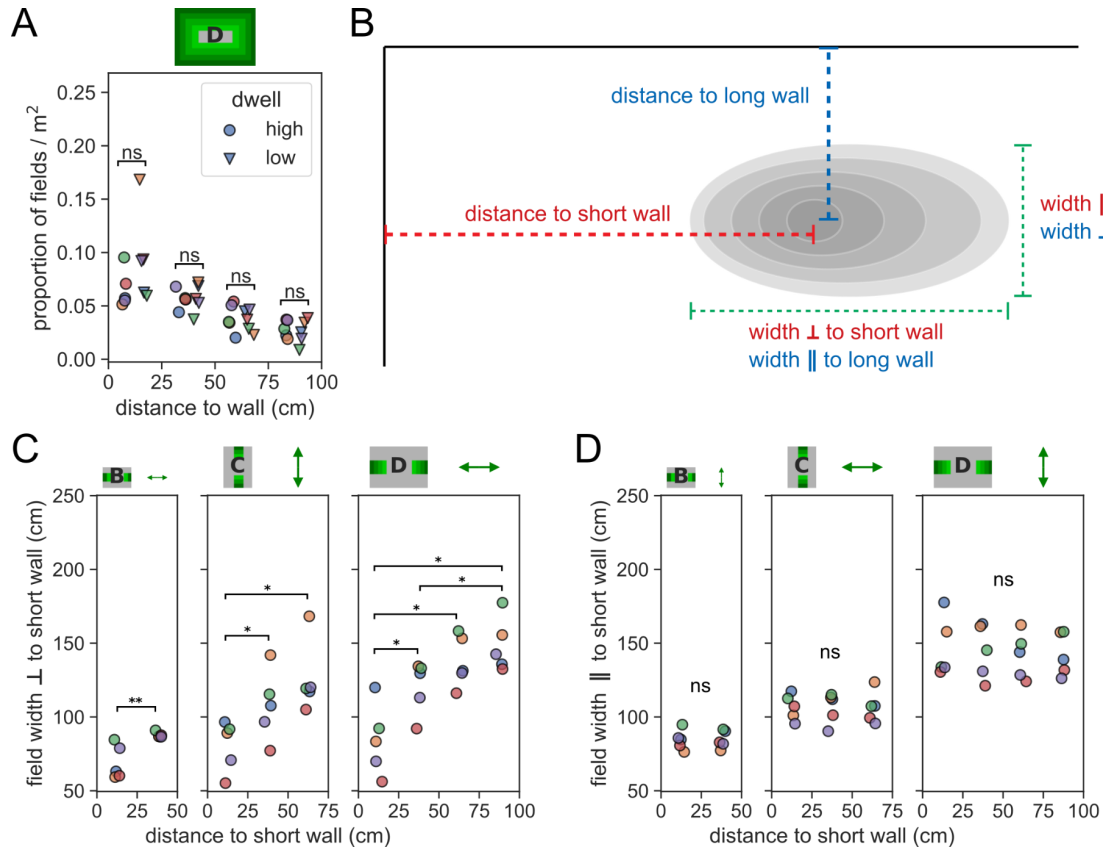 A
D
proportion of fields / m²
0.25
0.20
0.15
0.10
0.05
0.00
dwell
high
low
ns
ns
ns
ns
0 25 50 75 100
distance to wall (cm)
B
distance to long wall
distance to short wall
width ∥
width
width ⊥ to short wall
width ∥ to long wall
C
B
C
D
field width ⊥ to short wall (cm)
250
200
150
100
50
**
*
*
*
*
*
*
0 25 50
0 25 50 75
0 25 50 75 100
distance to short wall (cm)
D
B
C
D
field width ∥ to short wall (cm)
250
200
150
100
50
ns
ns
ns
0 25 50
0 25 50 75
0 25 50 75 100
distance to short wall (cm)